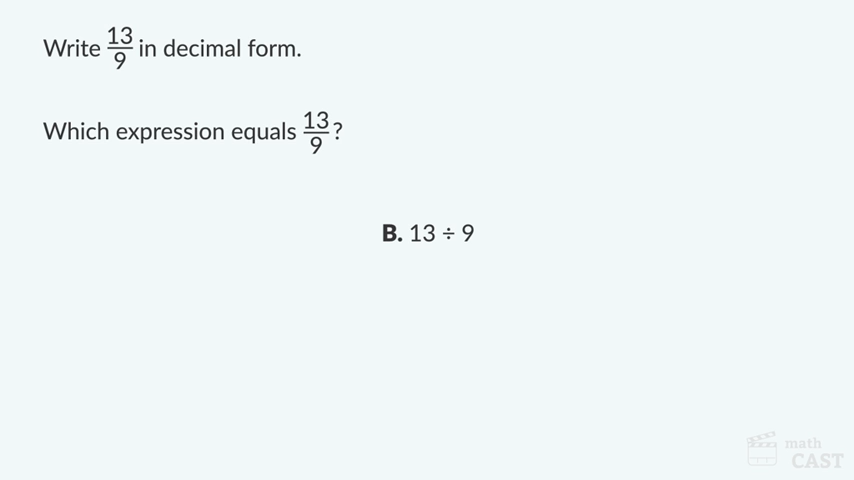 Write 13/9 in decimal form.
Which expression equals 13/9?
B. 13 ÷ 9
math
CAST